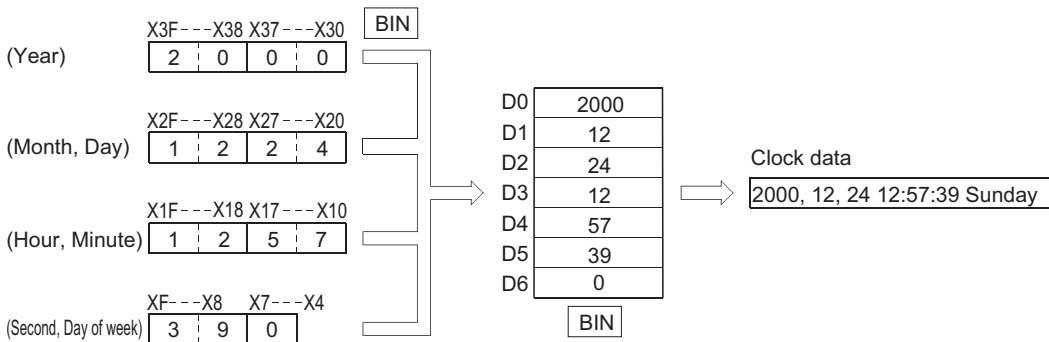 X3F---X38 X37---X30 BIN
(Year) 2 0 0 0
X2F---X28 X27---X20
(Month, Day) 1 2 2 4
X1F---X18 X17---X10
(Hour, Minute) 1 2 5 7
XF---X8 X7---X4
(Second, Day of week) 3 9 0
D0 2000
D1 12
D2 24
D3 12
D4 57
D5 39
D6 0
BIN
Clock data
2000, 12, 24 12:57:39 Sunday